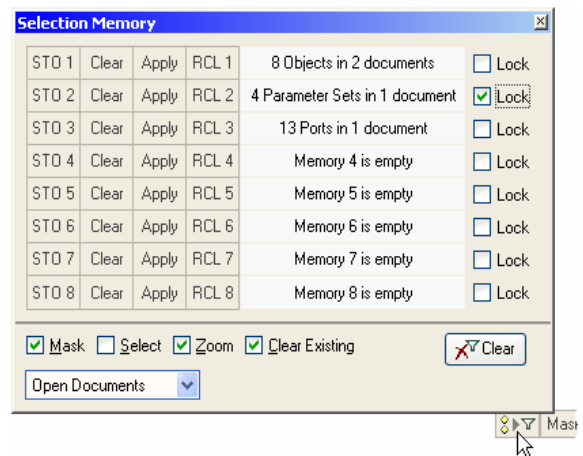 Selection Memory
STO 1 Clear Apply RCL 1 8 Objects in 2 documents Lock
STO 2 Clear Apply RCL 2 4 Parameter Sets in 1 document Lock
STO 3 Clear Apply RCL 3 13 Ports in 1 document Lock
STO 4 Clear Apply RCL 4 Memory 4 is empty Lock
STO 5 Clear Apply RCL 5 Memory 5 is empty Lock
STO 6 Clear Apply RCL 6 Memory 6 is empty Lock
STO 7 Clear Apply RCL 7 Memory 7 is empty Lock
STO 8 Clear Apply RCL 8 Memory 8 is empty Lock
Mask Select Zoom Clear Existing Clear
Open Documents